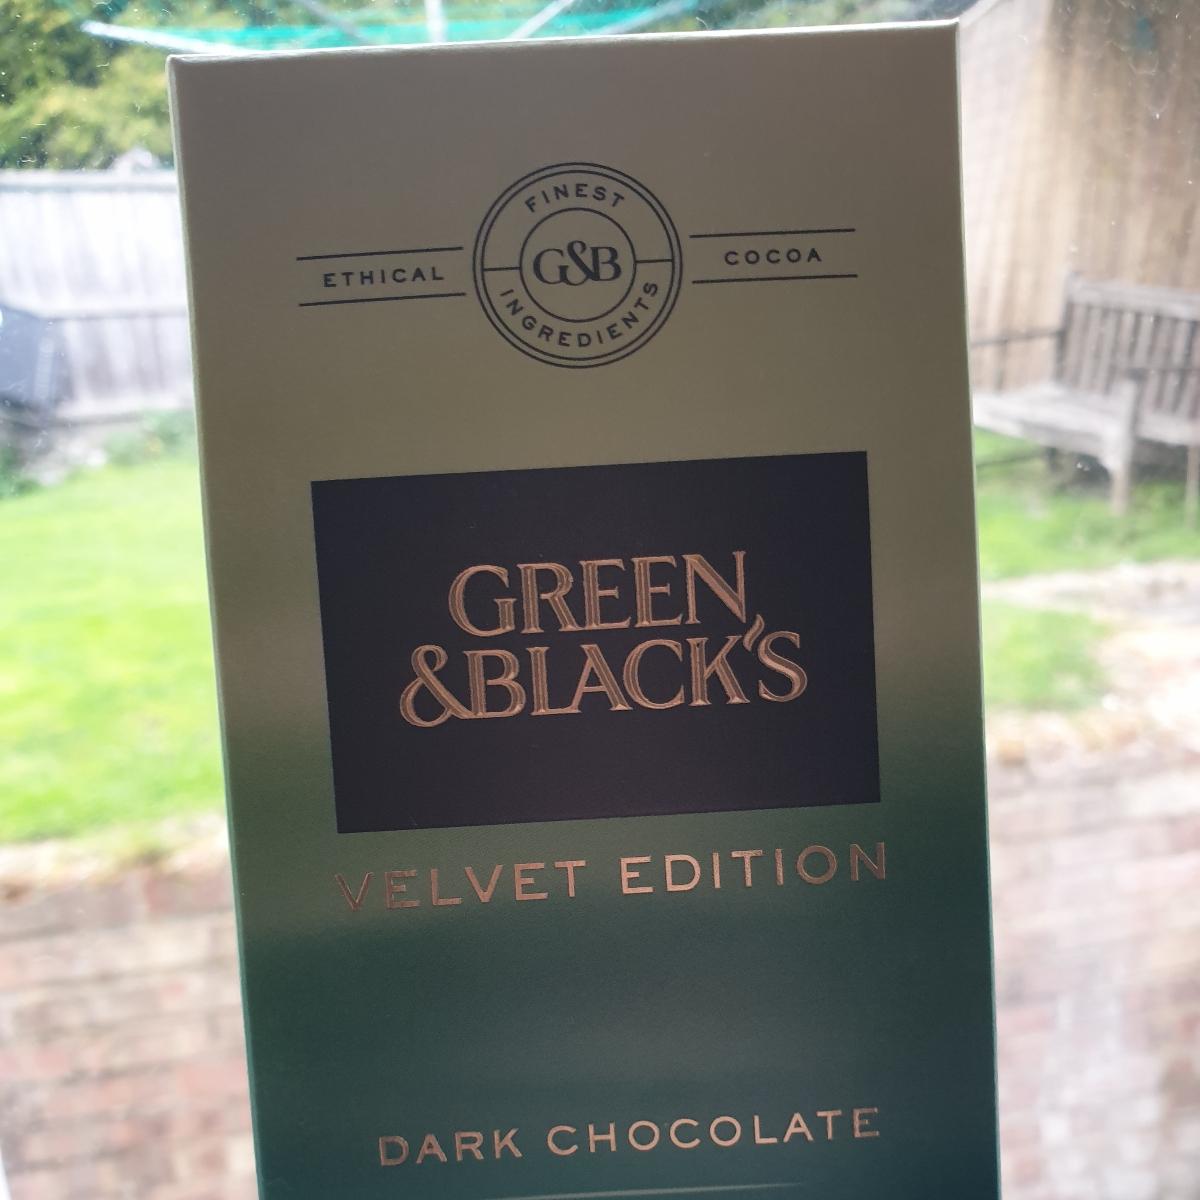 FINEST
ETHICAL G&B COCOA
INGREDIENTS
GREEN
&BLACK'S
VELVET EDITION
DARK CHOCOLATE